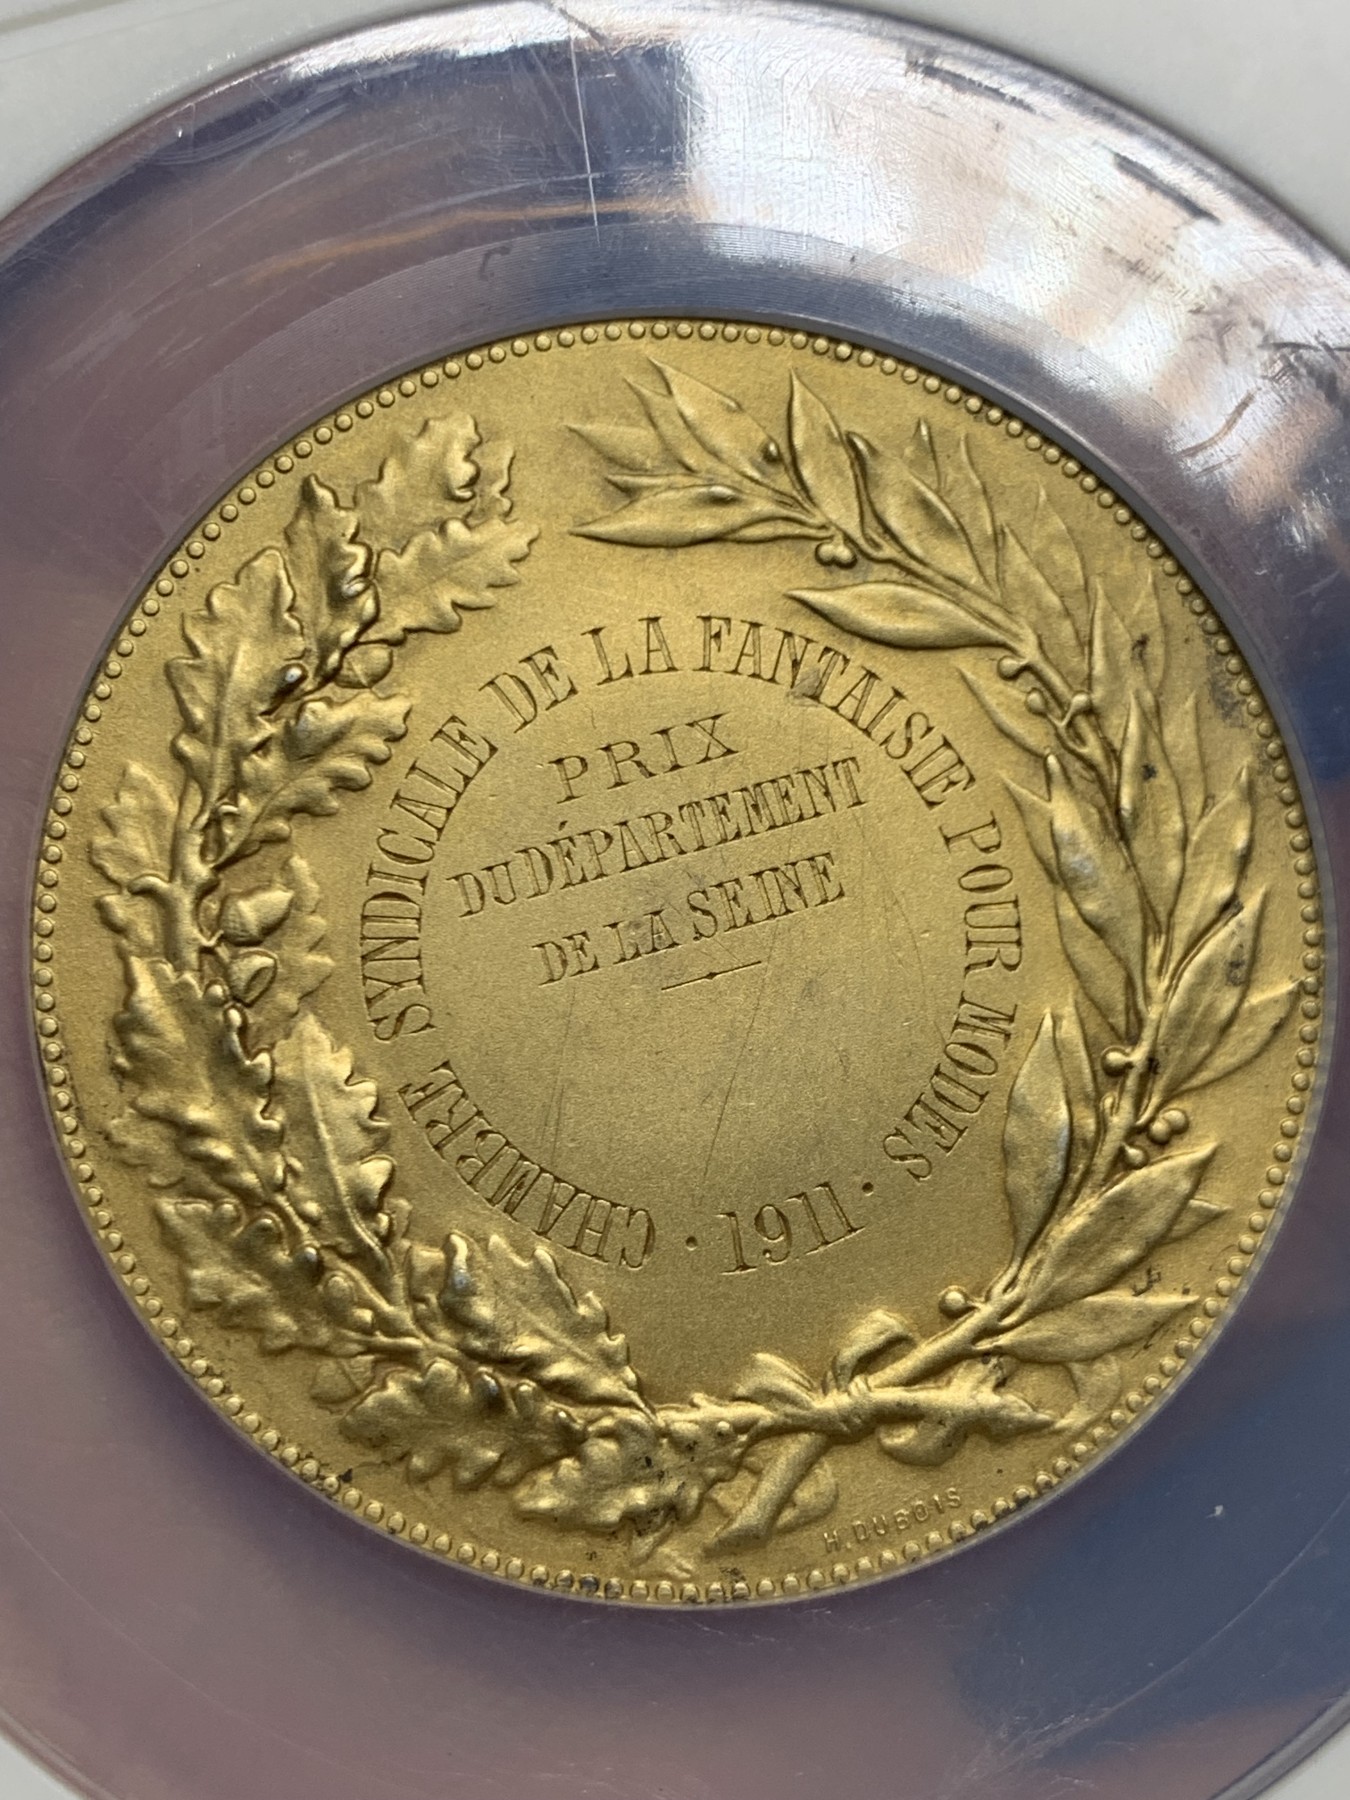 CHAMBRE SYNDICALE DE LA FANTAISIE POUR MODES
· 1911 ·
PRIX
DU DÉPARTEMENT
DE LA SEINE
H. DUBOIS